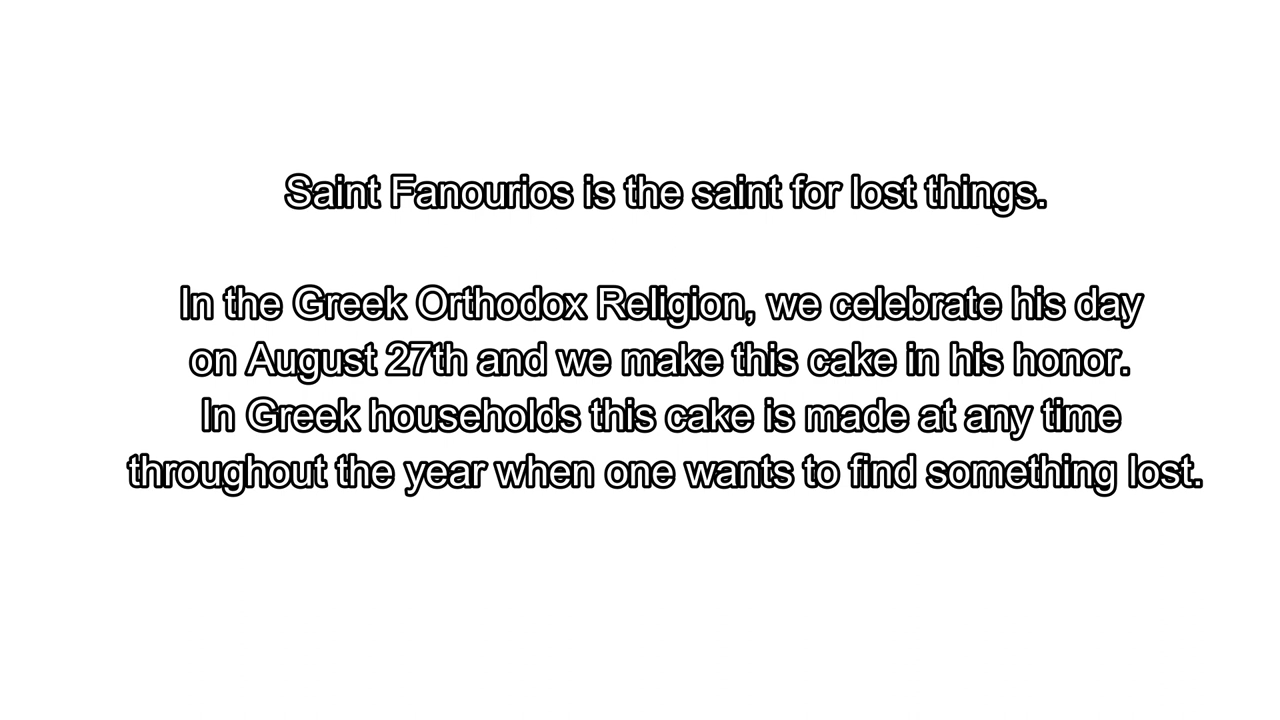 Saint Fanourios is the saint for lost things.
In the Greek Orthodox Religion, we celebrate his day
on August 27th and we make this cake in his honor.
In Greek households this cake is made at any time
throughout the year when one wants to find something lost.